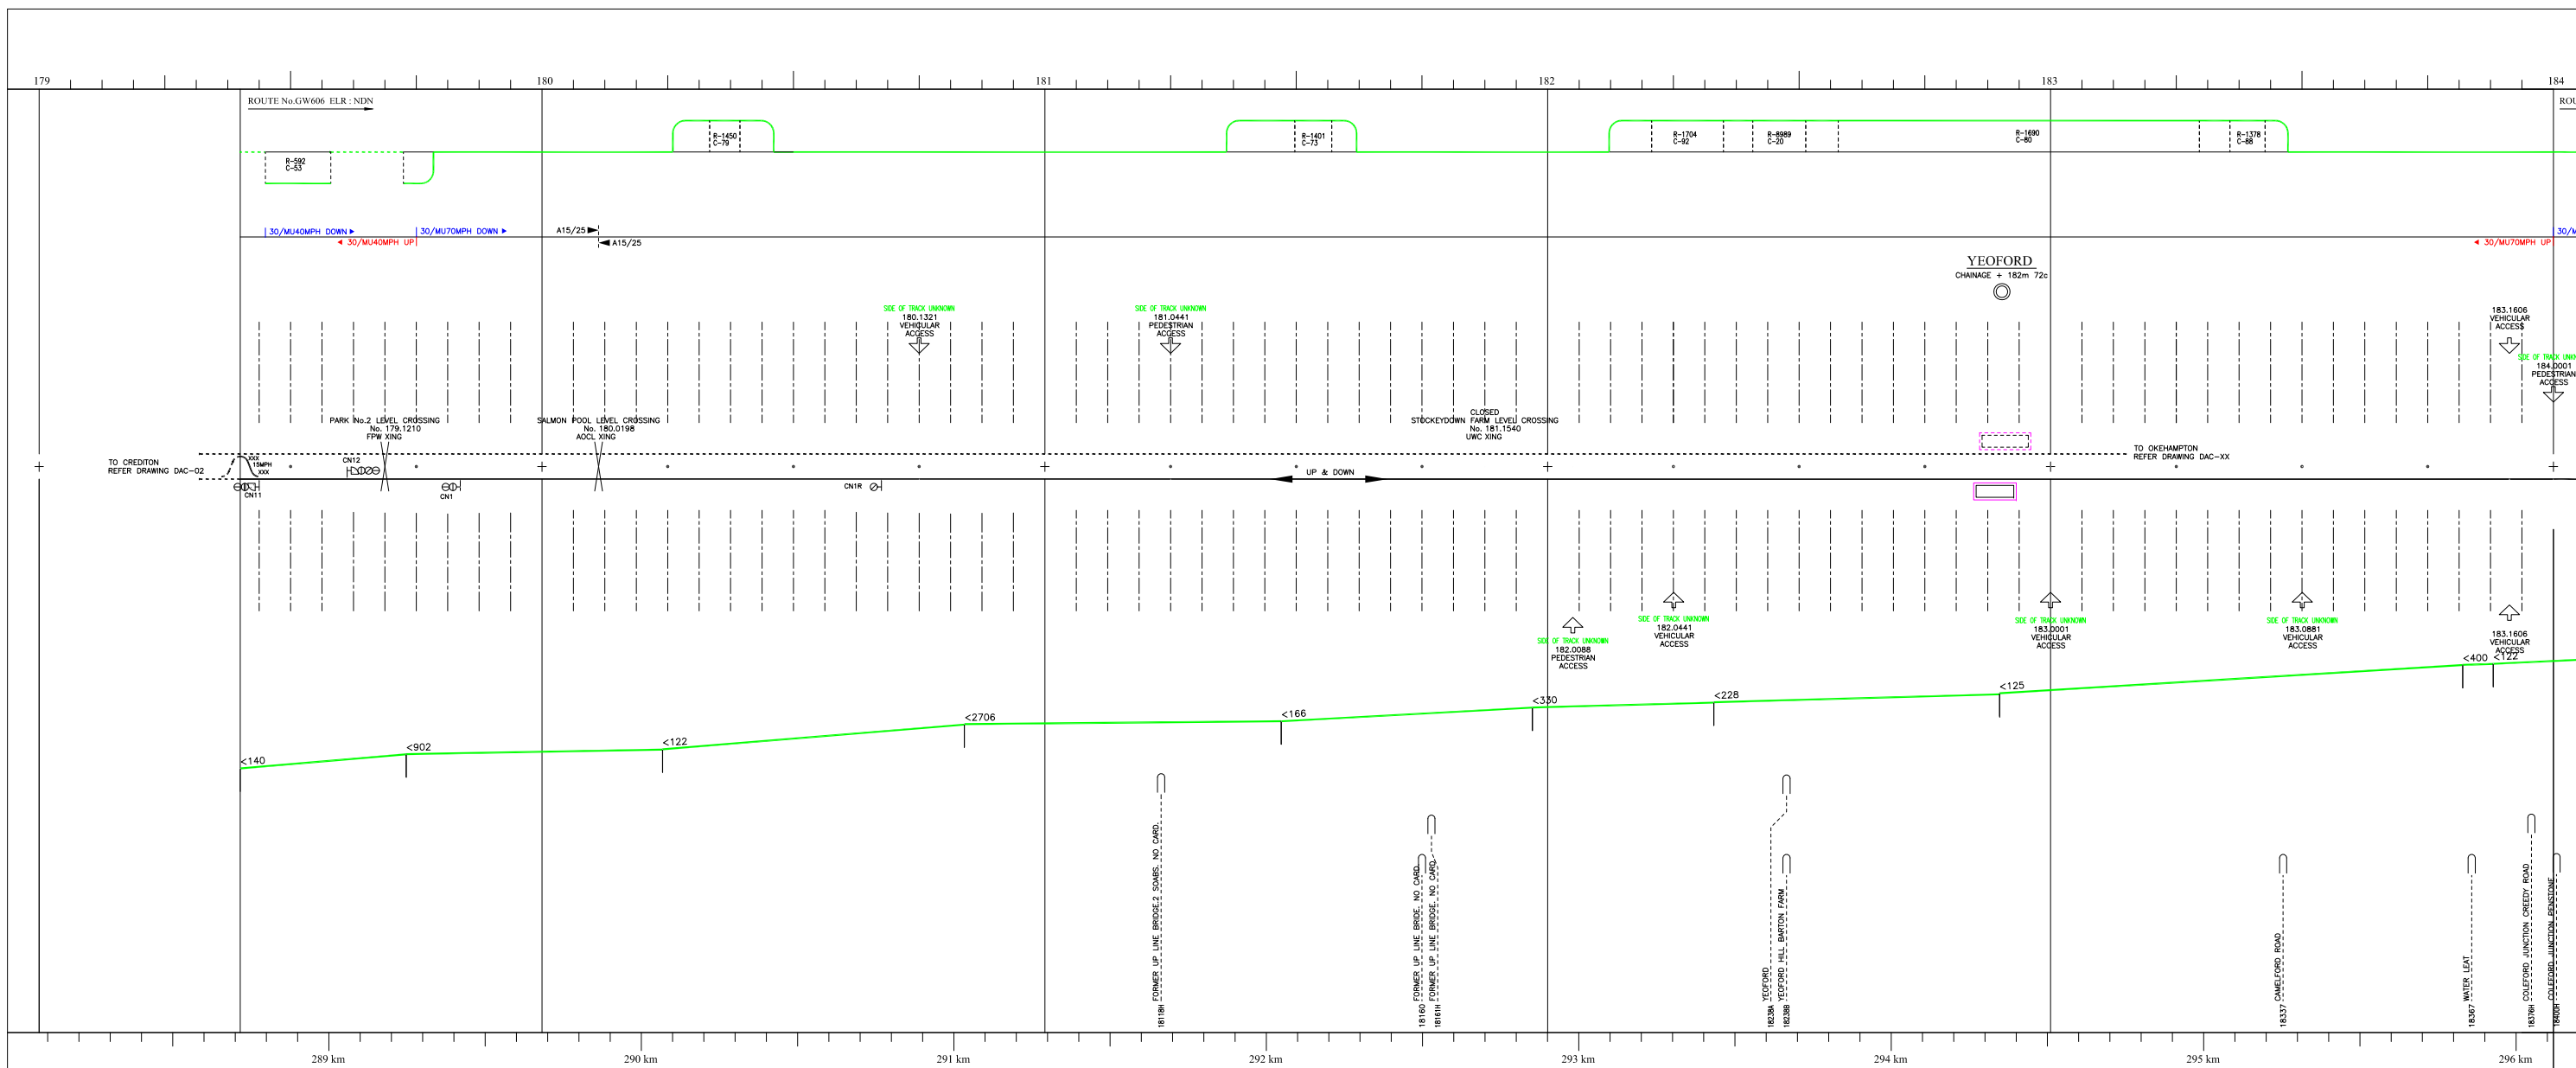 179
180
181
182
183
184
ROUTE No.GW606 ELR : NDN
ROU
R-592
C-53
R-1450
C-79
R-1401
C-73
R-1704
C-92
R-8989
C-20
R-1690
C-80
R-1378
C-88
30/MU40MPH DOWN
30/MU40MPH UP
30/MU70MPH DOWN
A15/25
A15/25
30/MU70MPH UP
30/M
YEOFORD
CHAINAGE + 182m 72c
SIDE OF TRACK UNKNOWN
180.1321
VEHICULAR
ACCESS
SIDE OF TRACK UNKNOWN
181.0441
PEDESTRIAN
ACCESS
183.1606
VEHICULAR
ACCESS
SIDE OF TRACK UNK
184.0001
PEDESTRIAN
ACCESS
PARK No.2 LEVEL CROSSING
No. 179.1210
FPW XING
SALMON POOL LEVEL CROSSING
No. 180.0198
AOCL XING
CLOSED
STOCKEYDOWN FARM LEVEL CROSSING
No. 181.1540
UWC XING
TO CREDITON
REFER DRAWING DAC-02
XXX
15MPH
XXX
CN12
CN11
CN1
CN1R
UP & DOWN
TO OKEHAMPTON
REFER DRAWING DAC-XX
SIDE OF TRACK UNKNOWN
182.0088
PEDESTRIAN
ACCESS
SIDE OF TRACK UNKNOWN
182.0441
VEHICULAR
ACCESS
SIDE OF TRACK UNKNOWN
183.0001
VEHICULAR
ACCESS
SIDE OF TRACK UNKNOWN
183.0881
VEHICULAR
ACCESS
183.1606
VEHICULAR
ACCESS
<140
<902
<122
<2706
<166
<330
<228
<125
<400
<122
18118H FORMER UP LINE BRIDGE.2 SOABS. NO CARD.
18160 FORMER UP LINE BRIDE. NO CARD
18161H FORMER UP LINE BRIDGE. NO CARD
18238A YEOFORD
18238B YEOFORD HILL BARTON FARM
18337 CAMELFORD ROAD
18367 WATER LEAT
18376H COLEFORD JUNCTION CREEDY ROAD
18400H COLEFORD JUNCTION PENSTONE
289 km
290 km
291 km
292 km
293 km
294 km
295 km
296 km